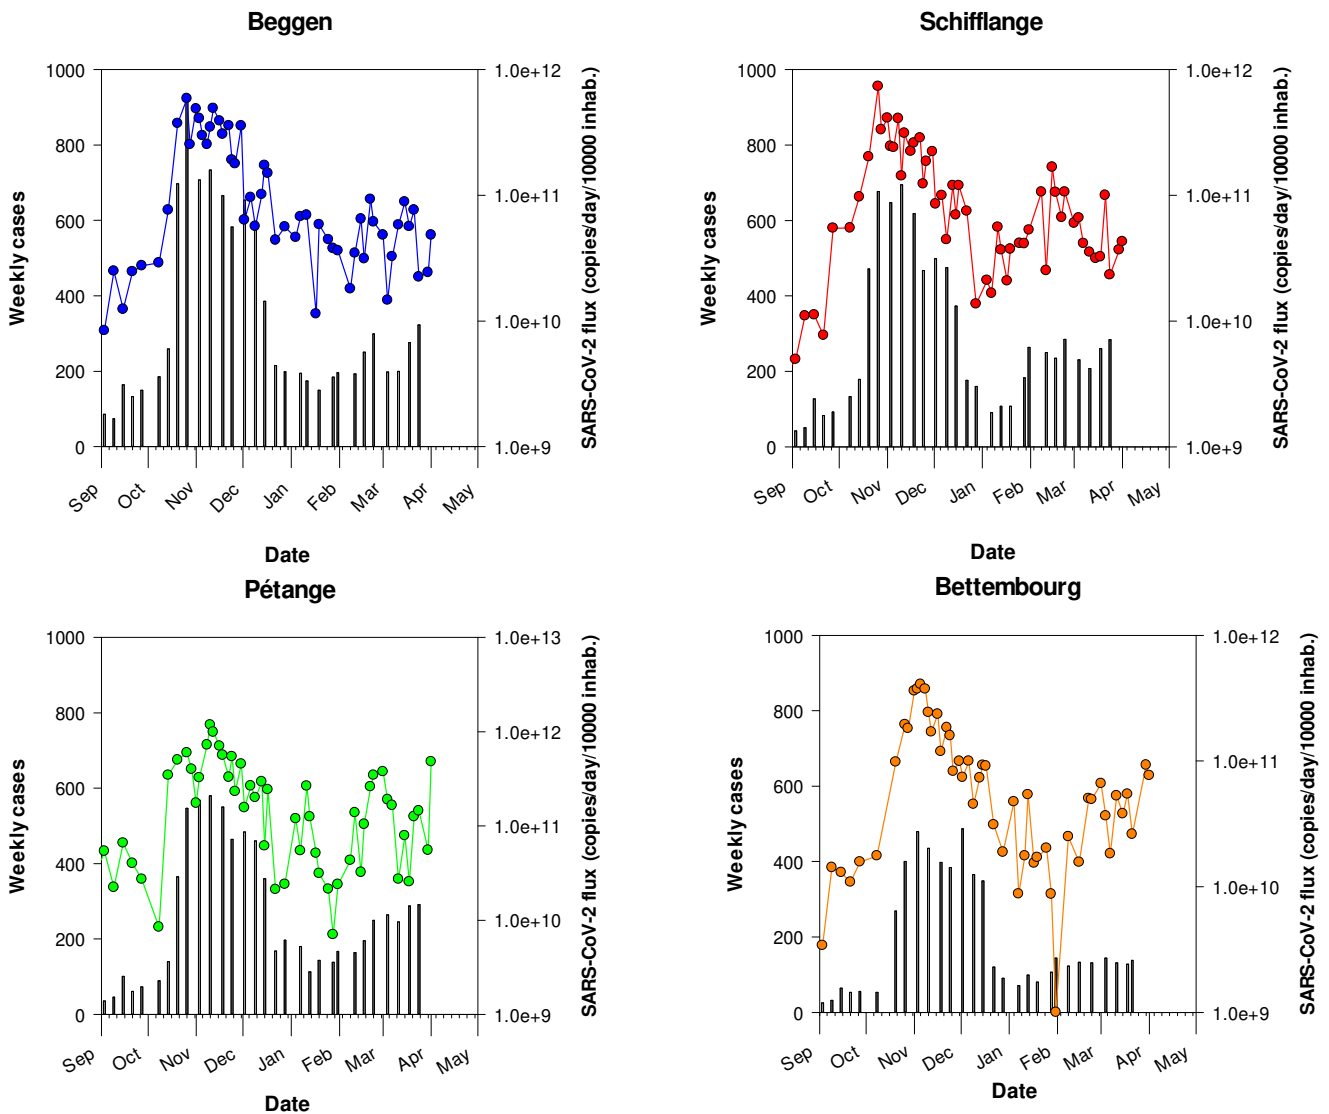 Beggen
1000
800
600
400
200
0
Weekly cases
1.0e+12
1.0e+11
1.0e+10
1.0e+9
SARS-CoV-2 flux (copies/day/10000 inhab.)
Sep Oct Nov Dec Jan Feb Mar Apr May
Date
Schifflange
1000
800
600
400
200
0
Weekly cases
1.0e+12
1.0e+11
1.0e+10
1.0e+9
SARS-CoV-2 flux (copies/day/10000 inhab.)
Sep Oct Nov Dec Jan Feb Mar Apr May
Date
Pétange
1000
800
600
400
200
0
Weekly cases
1.0e+13
1.0e+12
1.0e+11
1.0e+10
1.0e+9
SARS-CoV-2 flux (copies/day/10000 inhab.)
Sep Oct Nov Dec Jan Feb Mar Apr May
Date
Bettembourg
1000
800
600
400
200
0
Weekly cases
1.0e+12
1.0e+11
1.0e+10
1.0e+9
SARS-CoV-2 flux (copies/day/10000 inhab.)
Sep Oct Nov Dec Jan Feb Mar Apr May
Date